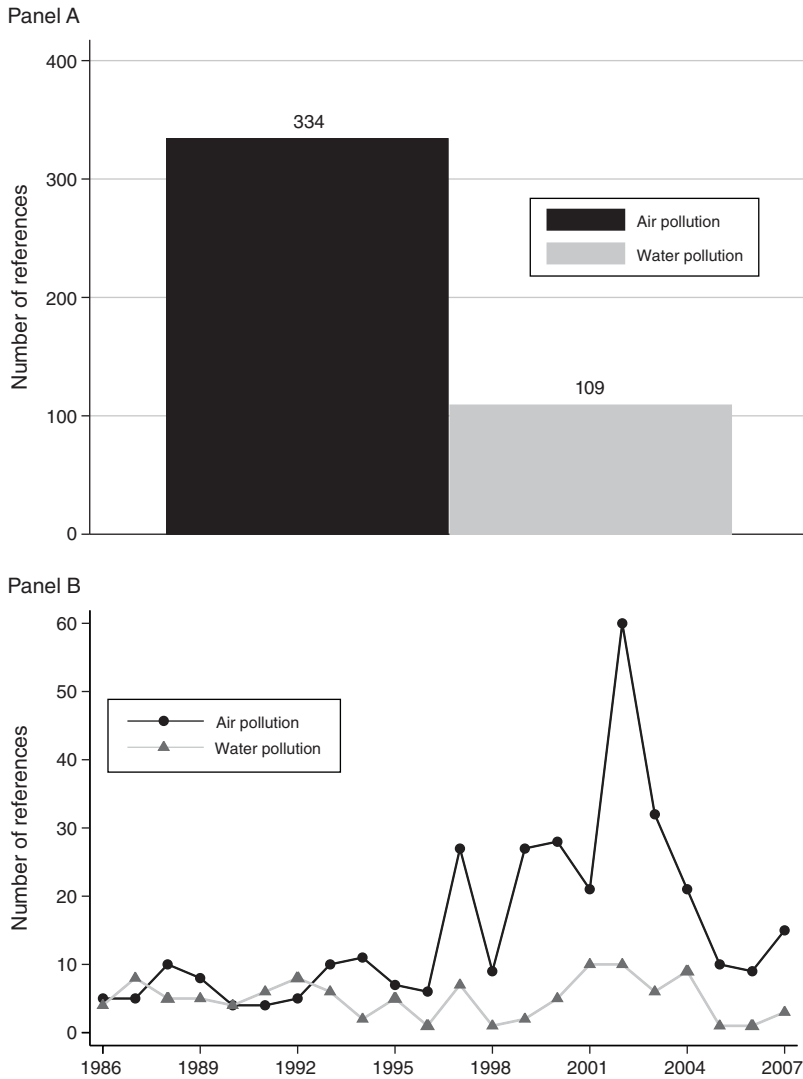 Panel A
Number of references
400
300
200
100
0
334
109
Air pollution
Water pollution
Panel B
Number of references
60
50
40
30
20
10
0
Air pollution
Water pollution
1986 1989 1992 1995 1998 2001 2004 2007